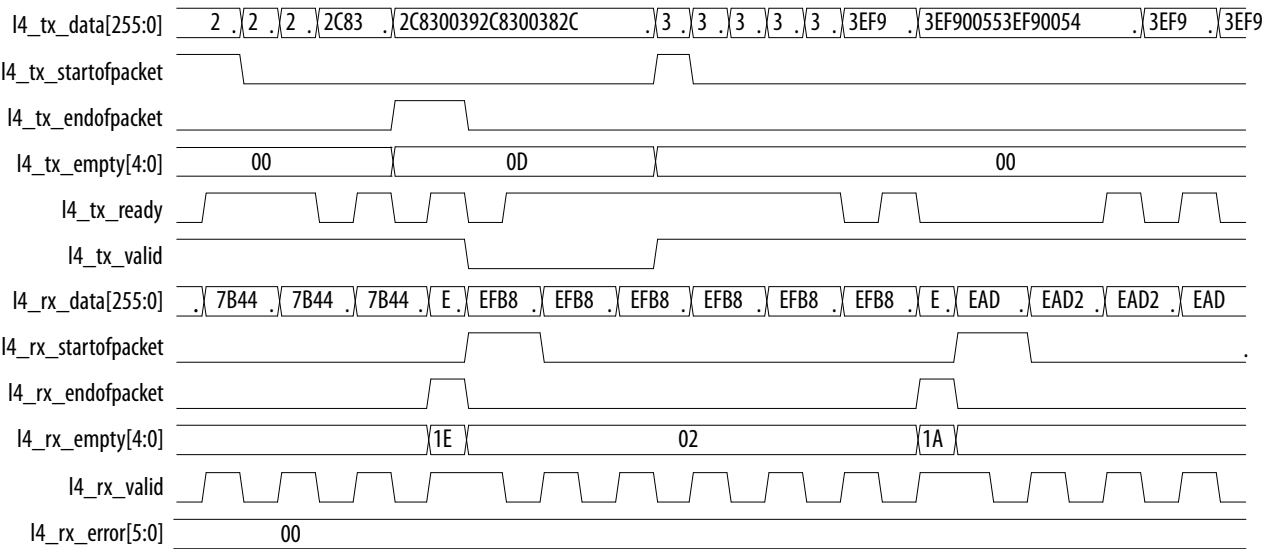 l4_tx_data[255:0] 2 . 2 . 2 . 2C83 . 2C8300392C8300382C . 3 . 3 . 3 . 3 . 3 . 3EF9 . 3EF900553EF90054 . 3EF9 . 3EF9
l4_tx_startofpacket
l4_tx_endofpacket
l4_tx_empty[4:0] 00 0D 00
l4_tx_ready
l4_tx_valid
l4_rx_data[255:0] . 7B44 . 7B44 . 7B44 . E . EFB8 . EFB8 . EFB8 . EFB8 . EFB8 . EFB8 . E . EAD . EAD2 . EAD2 . EAD
l4_rx_startofpacket .
l4_rx_endofpacket
l4_rx_empty[4:0] 1E 02 1A
l4_rx_valid
l4_rx_error[5:0] 00